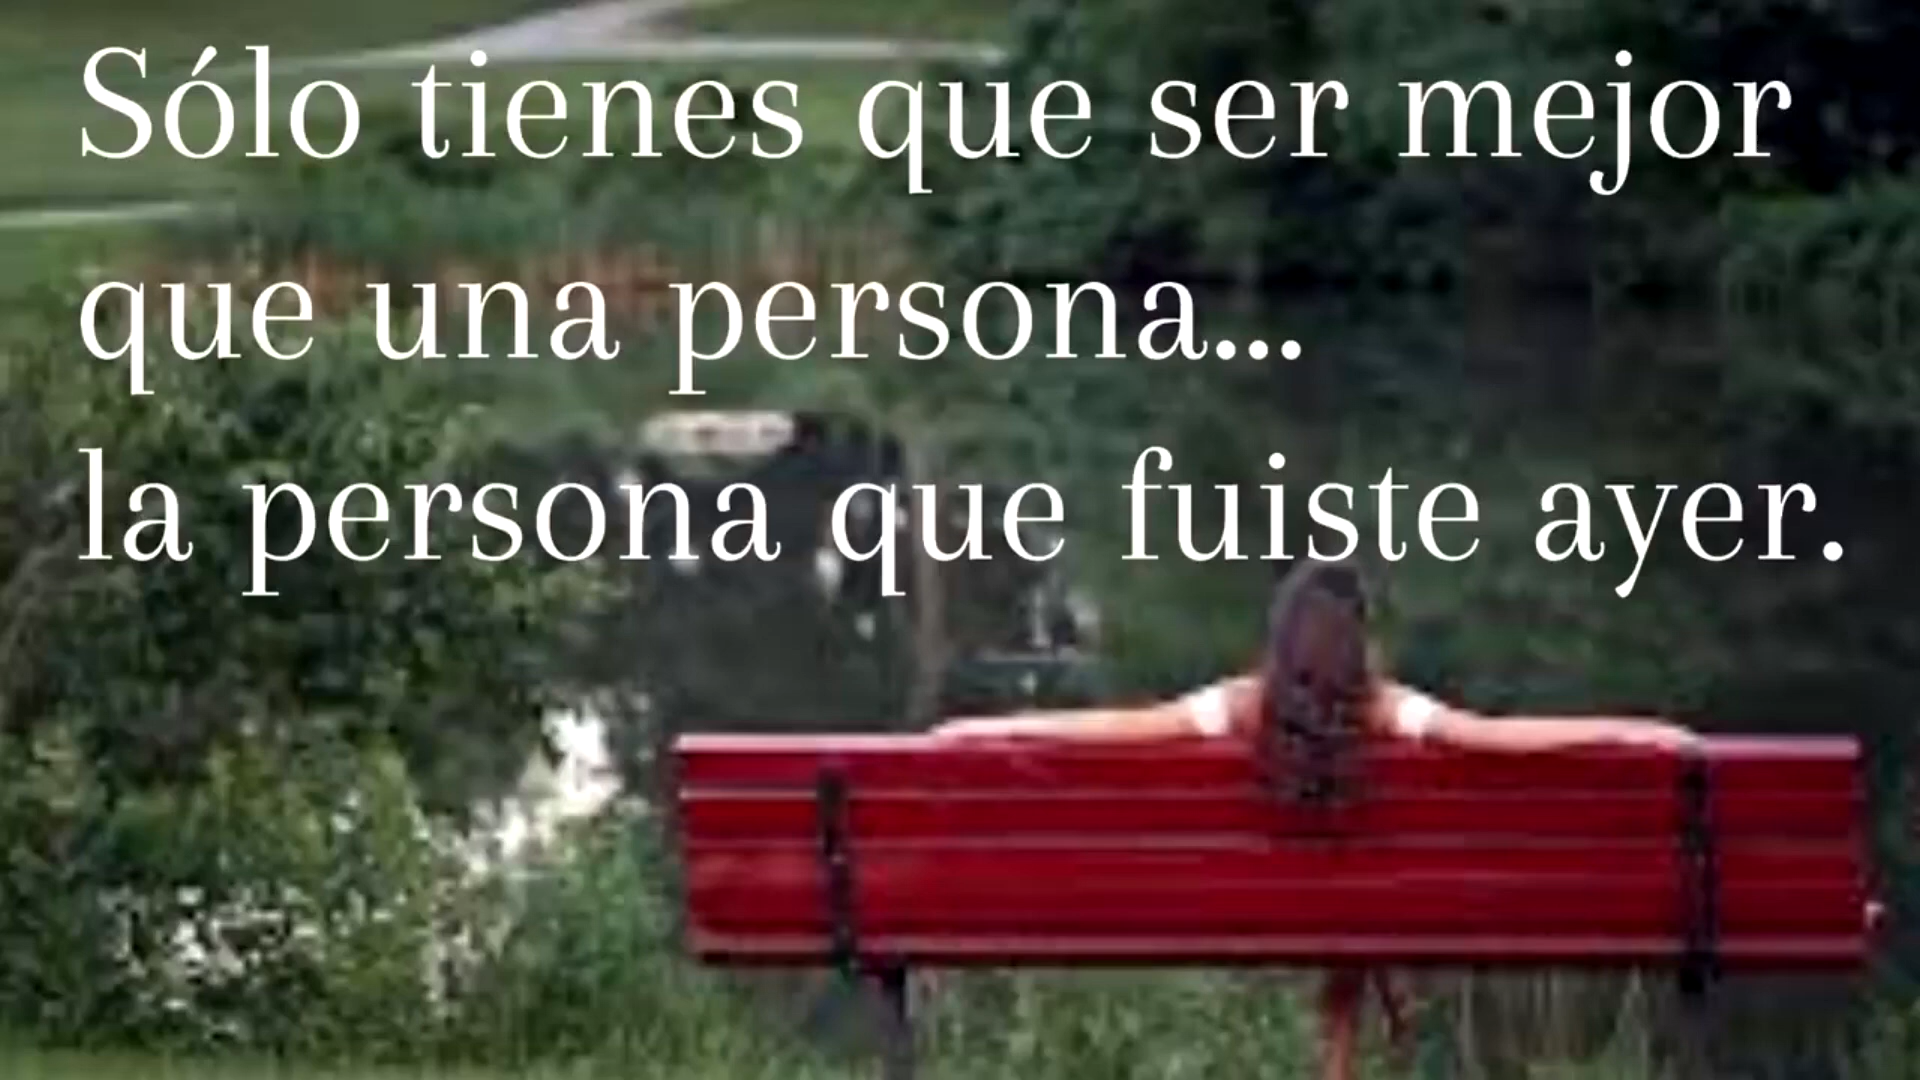 Sólo tienes que ser mejor
que una persona...
la persona que fuiste ayer.